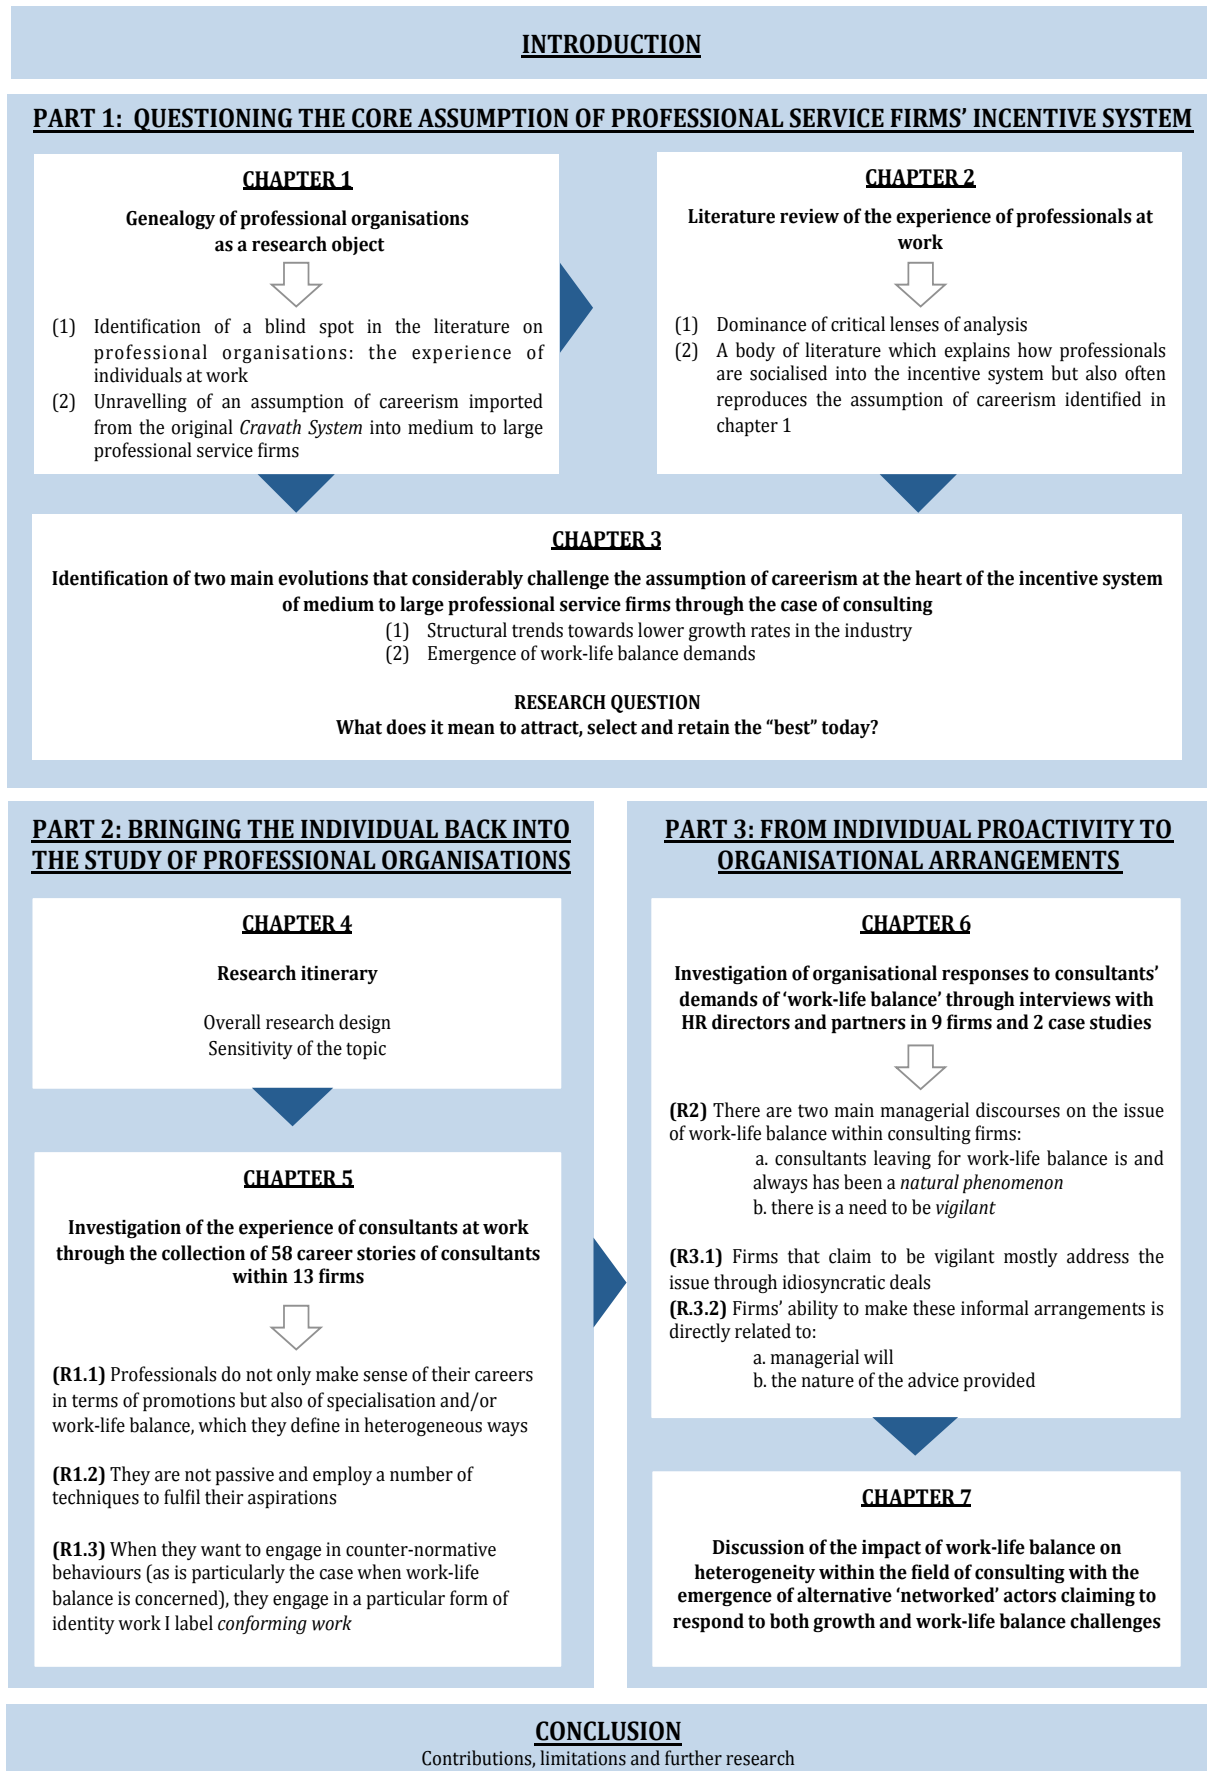 INTRODUCTION
PART 1: QUESTIONING THE CORE ASSUMPTION OF PROFESSIONAL SERVICE FIRMS' INCENTIVE SYSTEM
CHAPTER 1
Genealogy of professional organisations
as a research object
(1) Identification of a blind spot in the literature on
professional organisations: the experience of
individuals at work
(2) Unravelling of an assumption of careerism imported
from the original Cravath System into medium to large
professional service firms
CHAPTER 2
Literature review of the experience of professionals at
work
(1) Dominance of critical lenses of analysis
(2) A body of literature which explains how professionals
are socialised into the incentive system but also often
reproduces the assumption of careerism identified in
chapter 1
CHAPTER 3
Identification of two main evolutions that considerably challenge the assumption of careerism at the heart of the incentive system
of medium to large professional service firms through the case of consulting
(1) Structural trends towards lower growth rates in the industry
(2) Emergence of work-life balance demands
RESEARCH QUESTION
What does it mean to attract, select and retain the “best” today?
PART 2: BRINGING THE INDIVIDUAL BACK INTO
THE STUDY OF PROFESSIONAL ORGANISATIONS
CHAPTER 4
Research itinerary
Overall research design
Sensitivity of the topic
CHAPTER 5
Investigation of the experience of consultants at work
through the collection of 58 career stories of consultants
within 13 firms
(R1.1) Professionals do not only make sense of their careers
in terms of promotions but also of specialisation and/or
work-life balance, which they define in heterogeneous ways
(R1.2) They are not passive and employ a number of
techniques to fulfil their aspirations
(R1.3) When they want to engage in counter-normative
behaviours (as is particularly the case when work-life
balance is concerned), they engage in a particular form of
identity work I label conforming work
PART 3: FROM INDIVIDUAL PROACTIVITY TO
ORGANISATIONAL ARRANGEMENTS
CHAPTER 6
Investigation of organisational responses to consultants’
demands of ‘work-life balance’ through interviews with
HR directors and partners in 9 firms and 2 case studies
(R2) There are two main managerial discourses on the issue
of work-life balance within consulting firms:
a. consultants leaving for work-life balance is and
always has been a natural phenomenon
b. there is a need to be vigilant
(R3.1) Firms that claim to be vigilant mostly address the
issue through idiosyncratic deals
(R.3.2) Firms’ ability to make these informal arrangements is
directly related to:
a. managerial will
b. the nature of the advice provided
CHAPTER 7
Discussion of the impact of work-life balance on
heterogeneity within the field of consulting with the
emergence of alternative ‘networked’ actors claiming to
respond to both growth and work-life balance challenges
CONCLUSION
Contributions, limitations and further research